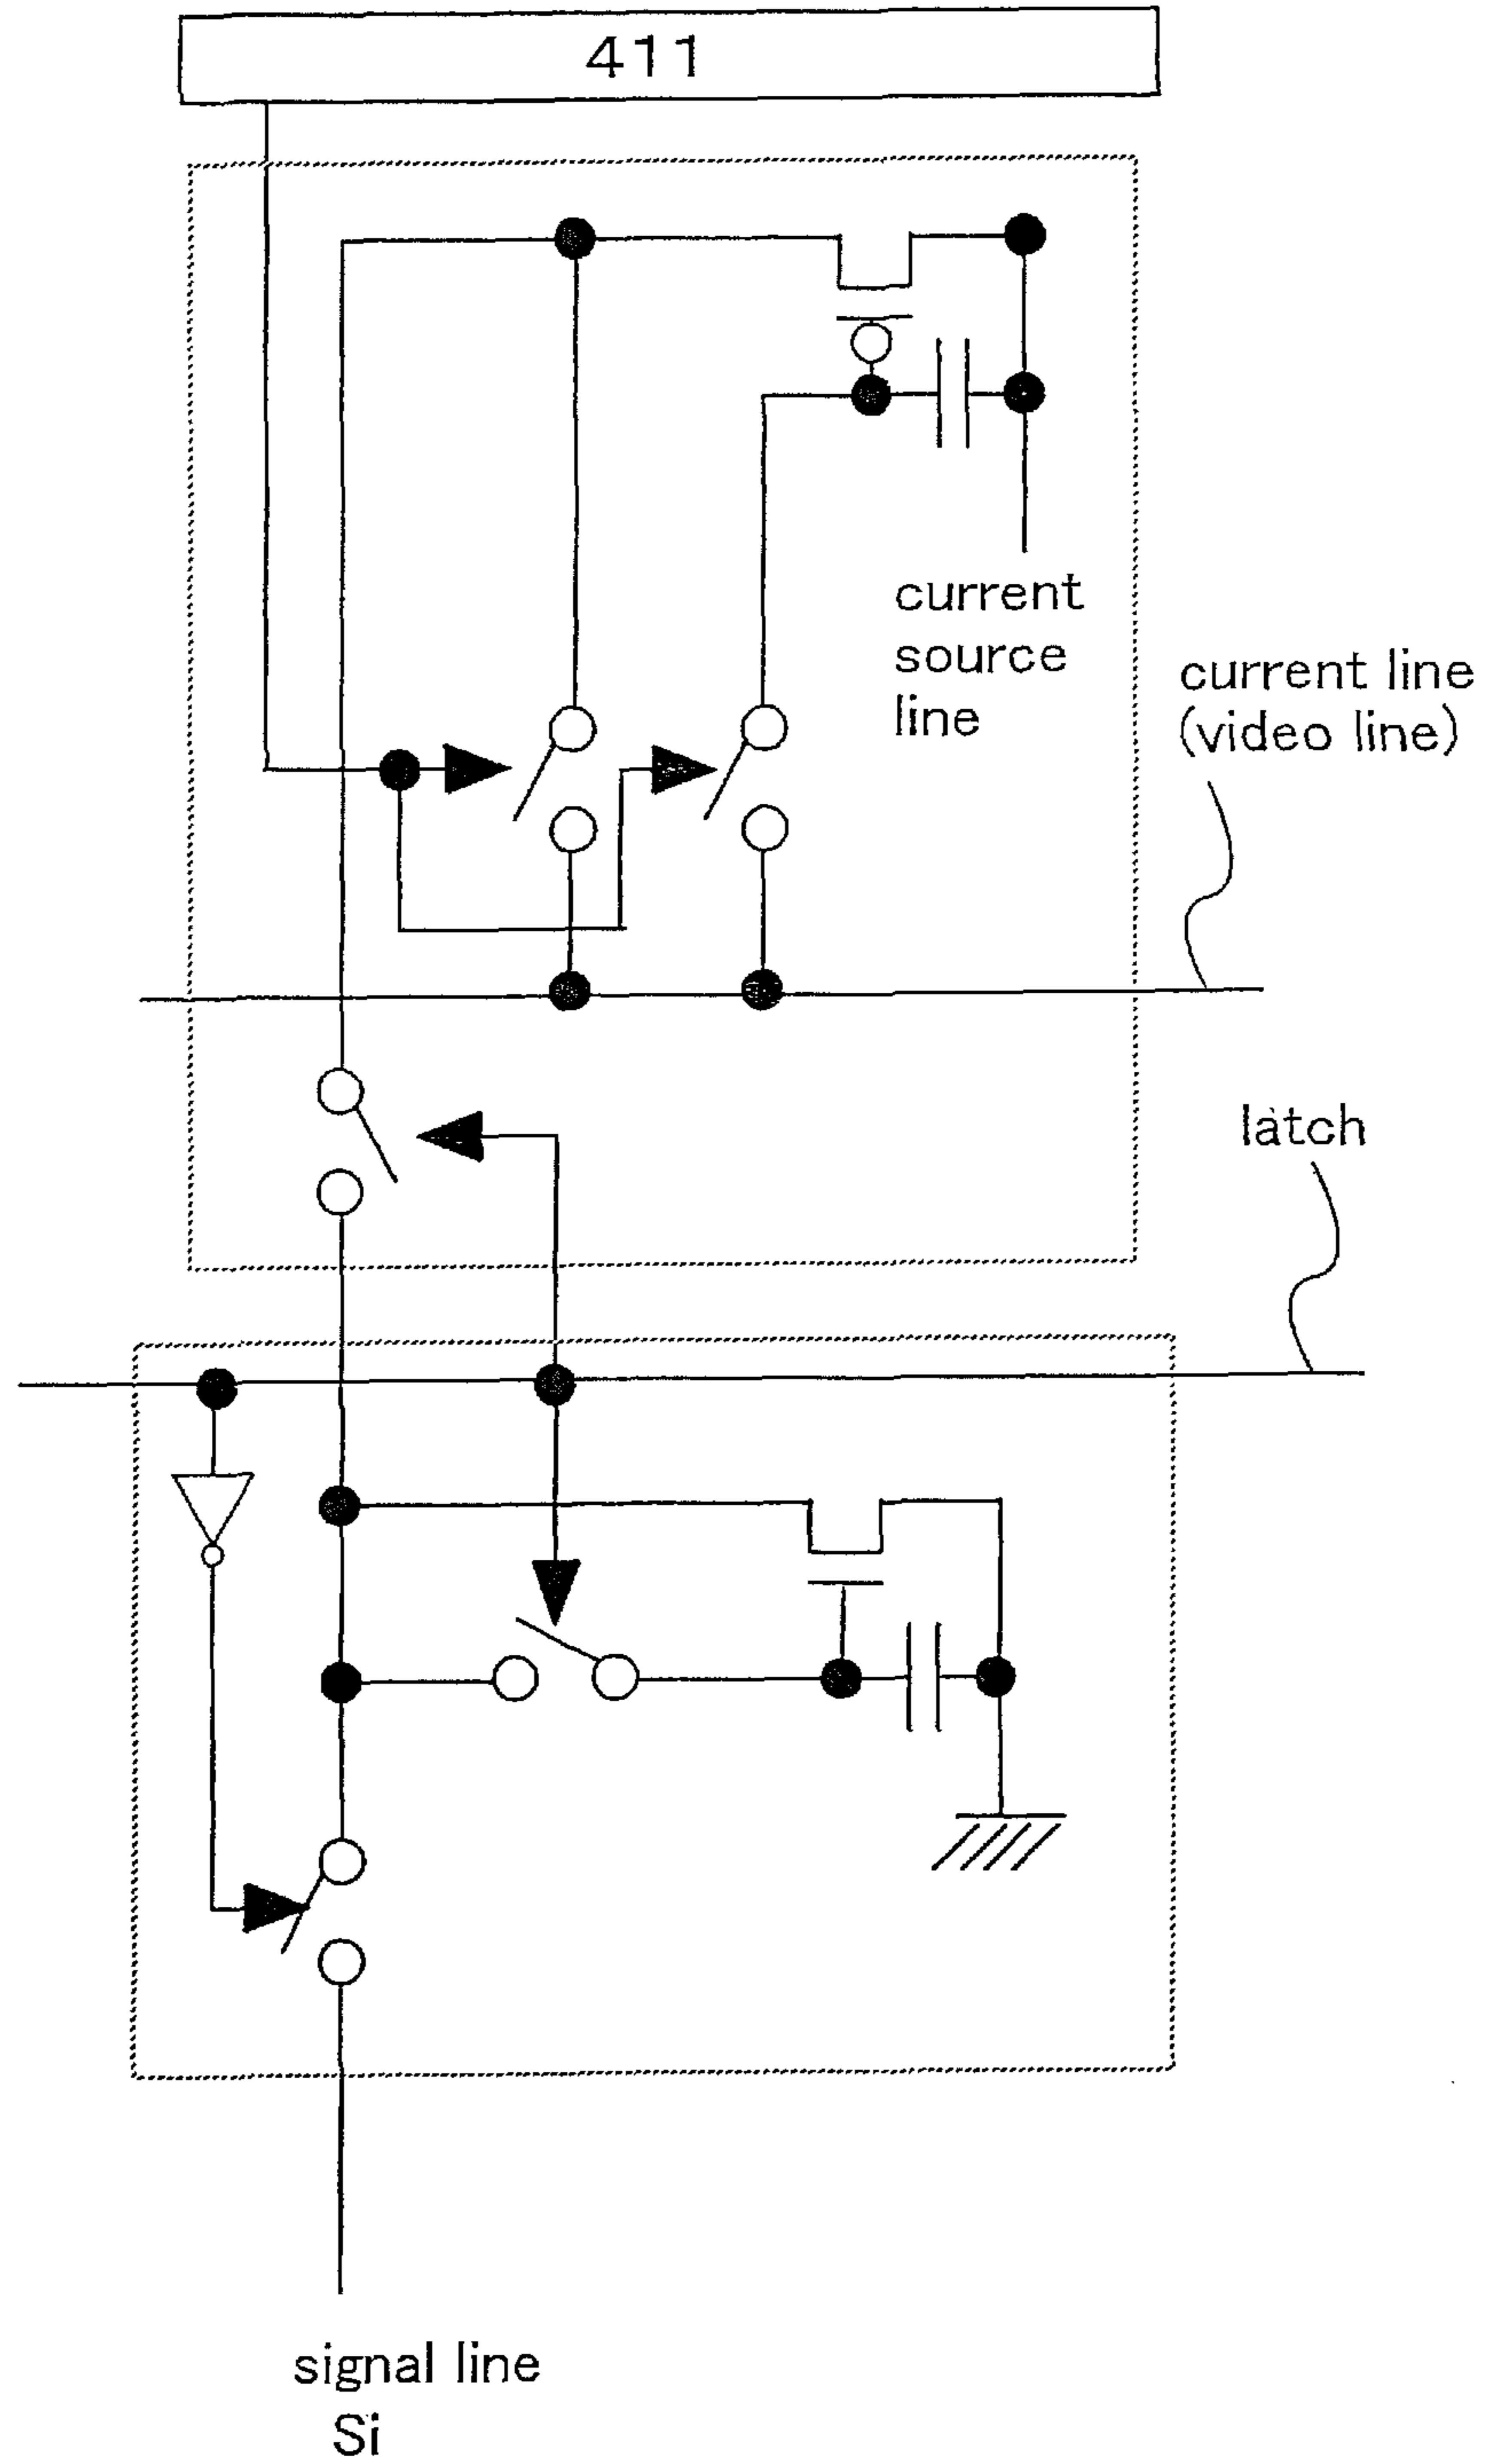 411
current
source
line
current line
(video line)
latch
signal line
Si